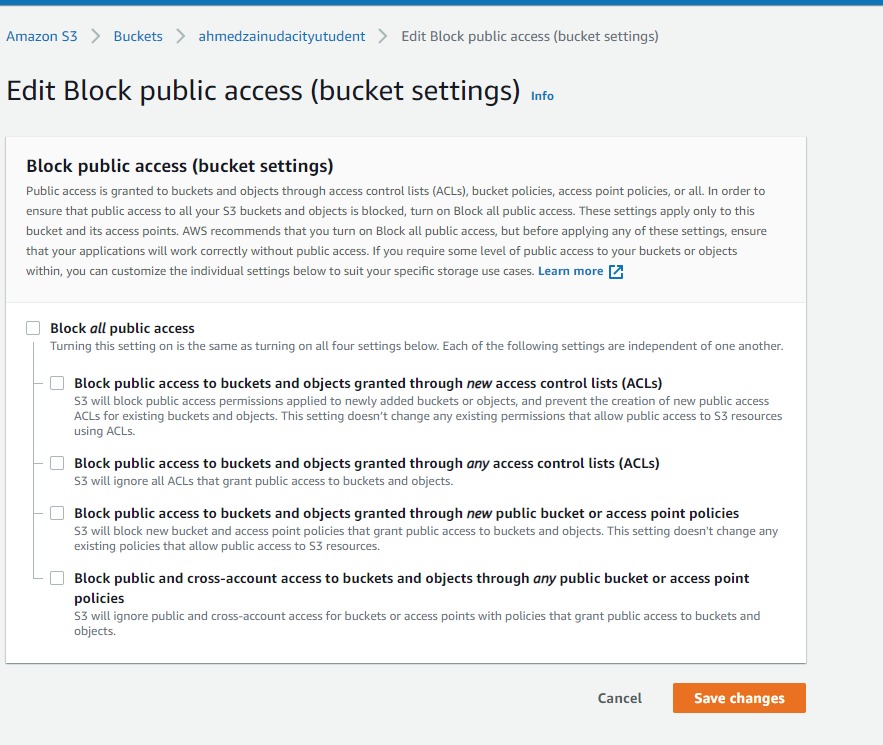 Amazon S3 > Buckets > ahmedzainudacityutudent > Edit Block public access (bucket settings)
Edit Block public access (bucket settings) Info
Block public access (bucket settings)
Public access is granted to buckets and objects through access control lists (ACLs), bucket policies, access point policies, or all. In order to
ensure that public access to all your S3 buckets and objects is blocked, turn on Block all public access. These settings apply only to this
bucket and its access points. AWS recommends that you turn on Block all public access, but before applying any of these settings, ensure
that your applications will work correctly without public access. If you require some level of public access to your buckets or objects
within, you can customize the individual settings below to suit your specific storage use cases. Learn more
Block all public access
Turning this setting on is the same as turning on all four settings below. Each of the following settings are independent of one another.
Block public access to buckets and objects granted through new access control lists (ACLs)
S3 will block public access permissions applied to newly added buckets or objects, and prevent the creation of new public access
ACLs for existing buckets and objects. This setting doesn't change any existing permissions that allow public access to S3 resources
using ACLs.
Block public access to buckets and objects granted through any access control lists (ACLs)
S3 will ignore all ACLs that grant public access to buckets and objects.
Block public access to buckets and objects granted through new public bucket or access point policies
S3 will block new bucket and access point policies that grant public access to buckets and objects. This setting doesn't change any
existing policies that allow public access to S3 resources.
Block public and cross-account access to buckets and objects through any public bucket or access point
policies
S3 will ignore public and cross-account access for buckets or access points with policies that grant public access to buckets and
objects.
Cancel Save changes